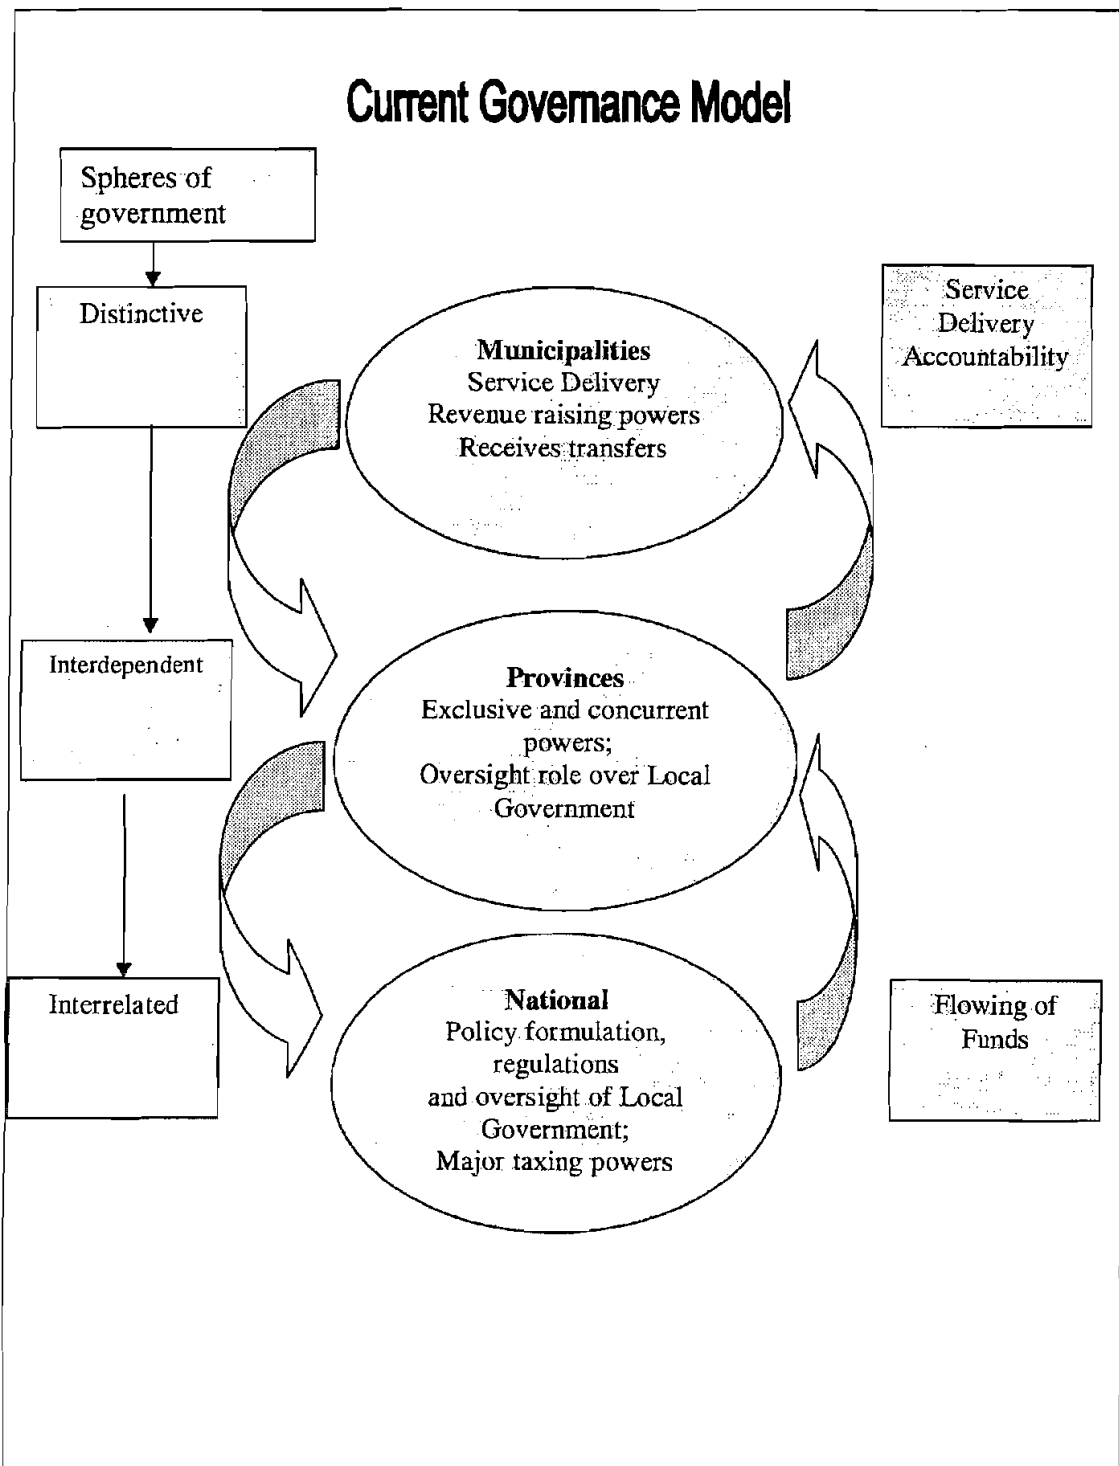 Current Governance Model
Spheres of
government
Distinctive
Interdependent
Interrelated
Municipalities
Service Delivery
Revenue raising powers
Receives transfers
Provinces
Exclusive and concurrent
powers;
Oversight role over Local
Government
National
Policy formulation,
regulations
and oversight of Local
Government;
Major taxing powers
Service
Delivery
Accountability
Flowing of
Funds